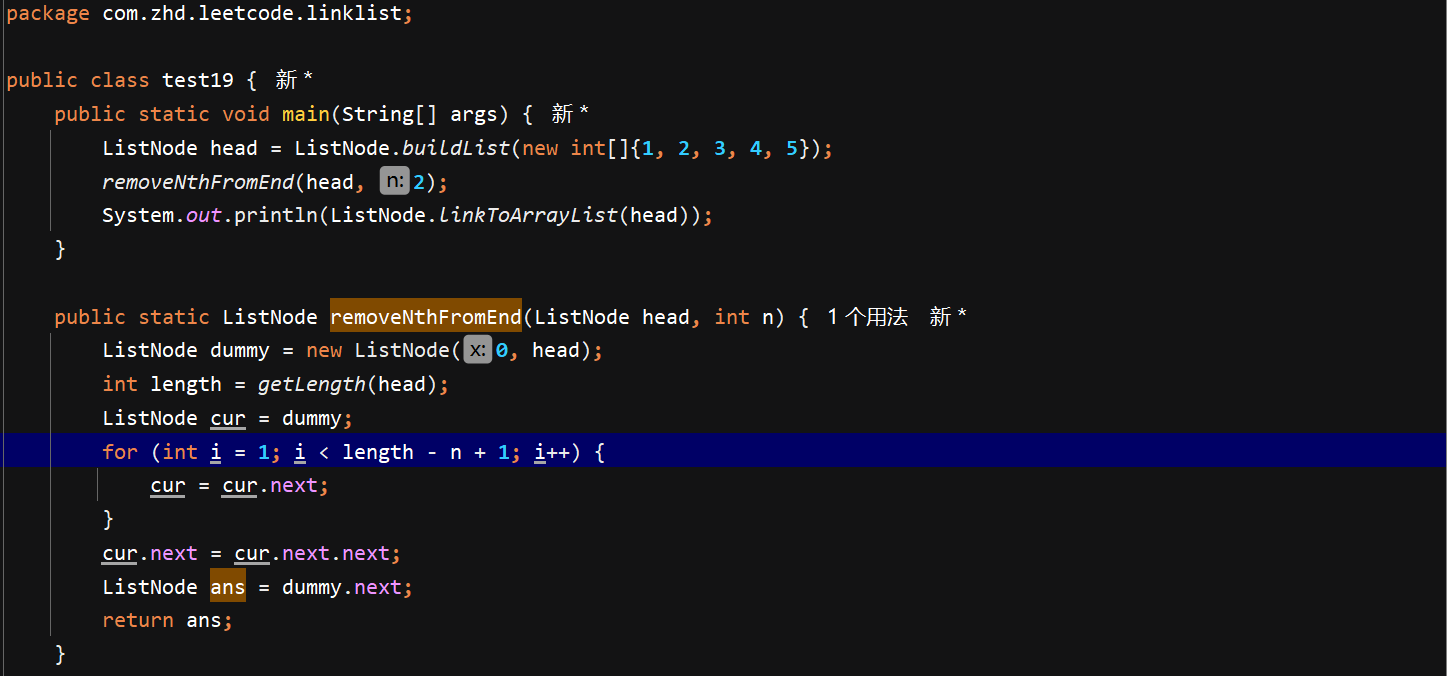 package com.zhd.leetcode.linklist;
public class test19 { 新 *
public static void main(String[] args) { 新 *
ListNode head = ListNode.buildList(new int[]{1, 2, 3, 4, 5});
removeNthFromEnd(head, n: 2);
System.out.println(ListNode.linkToArrayList(head));
}
public static ListNode removeNthFromEnd(ListNode head, int n) { 1 个用法 新 *
ListNode dummy = new ListNode( x: 0, head);
int length = getLength(head);
ListNode cur = dummy;
for (int i = 1; i < length - n + 1; i++) {
cur = cur.next;
}
cur.next = cur.next.next;
ListNode ans = dummy.next;
return ans;
}